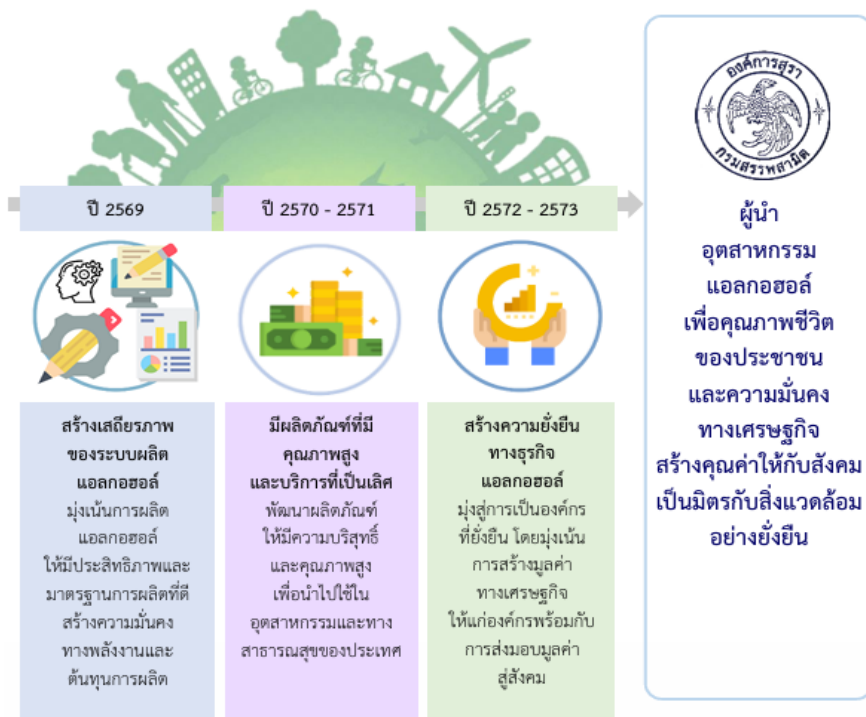 ปี 2569
ปี 2570 - 2571
ปี 2572 - 2573
สร้างเสถียรภาพ
ของระบบผลิต
แอลกอฮอล์
มุ่งเน้นการผลิต
แอลกอฮอล์
ให้มีประสิทธิภาพและ
มาตรฐานการผลิตที่ดี
สร้างความมั่นคง
ทางพลังงานและ
ต้นทุนการผลิต
มีผลิตภัณฑ์ที่มี
คุณภาพสูง
และบริการที่เป็นเลิศ
พัฒนาผลิตภัณฑ์
ให้มีความบริสุทธิ์
และคุณภาพสูง
เพื่อนำไปใช้ใน
อุตสาหกรรมและทาง
สาธารณสุขของประเทศ
สร้างความยั่งยืน
ทางธุรกิจ
แอลกอฮอล์
มุ่งสู่การเป็นองค์กร
ที่ยั่งยืน โดยมุ่งเน้น
การสร้างมูลค่า
ทางเศรษฐกิจ
ให้แก่องค์กรพร้อมกับ
การส่งมอบมูลค่า
สู่สังคม
องค์การสุรา
กรมสรรพสามิต
ผู้นำ
อุตสาหกรรม
แอลกอฮอล์
เพื่อคุณภาพชีวิต
ของประชาชน
และความมั่นคง
ทางเศรษฐกิจ
สร้างคุณค่าให้กับสังคม
เป็นมิตรกับสิ่งแวดล้อม
อย่างยั่งยืน